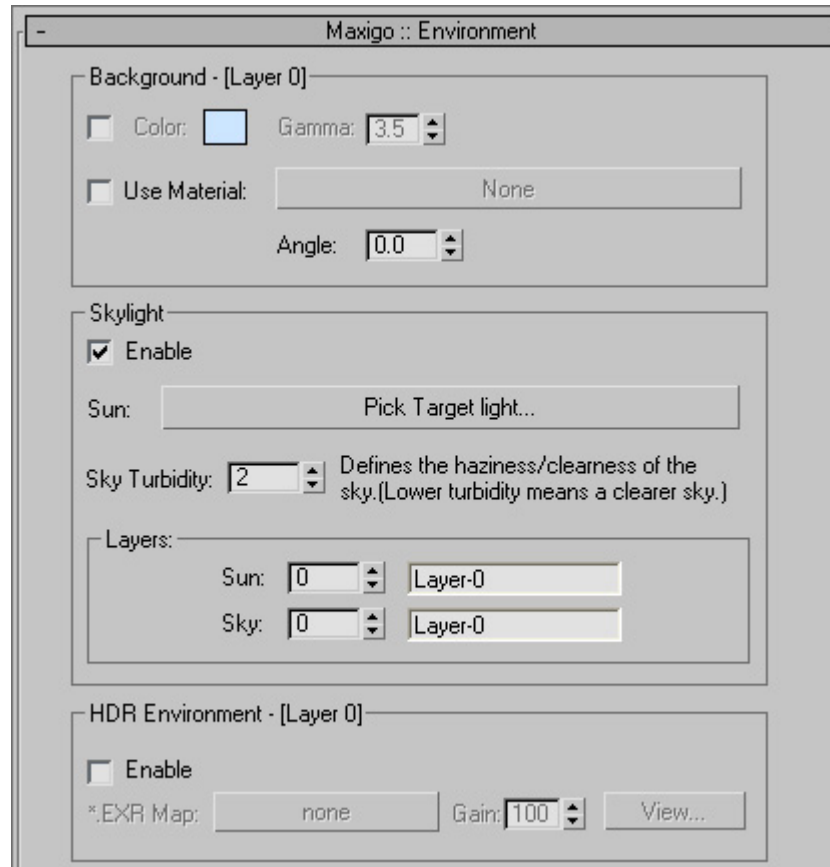 - Maxigo :: Environment
Background - [Layer 0]
Color: Gamma: 3.5
Use Material: None
Angle: 0.0
Skylight
Enable
Sun: Pick Target light...
Sky Turbidity: 2 Defines the haziness/clearness of the
sky.(Lower turbidity means a clearer sky.)
Layers:
Sun: 0 Layer-0
Sky: 0 Layer-0
HDR Environment - [Layer 0]
Enable
*.EXR Map: none Gain: 100 View...